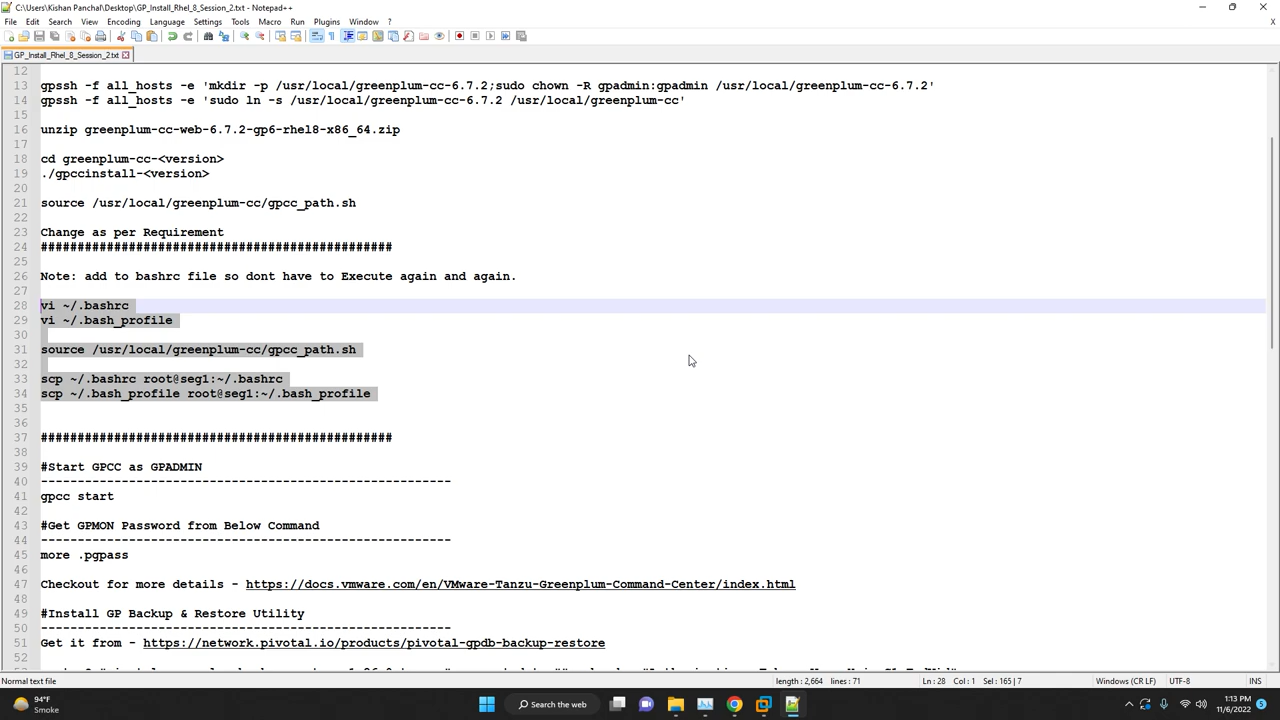 C:\Users\Kishan Panchal\Desktop\GP_Install_Rhel_8_Session_2.txt - Notepad++
File Edit Search View Encoding Language Settings Tools Macro Run Plugins Window ?
GP_Install_Rhel_8_Session_2.txt
12
13 gpssh -f all_hosts -e 'mkdir -p /usr/local/greenplum-cc-6.7.2;sudo chown -R gpadmin:gpadmin /usr/local/greenplum-cc-6.7.2'
14 gpssh -f all_hosts -e 'sudo ln -s /usr/local/greenplum-cc-6.7.2 /usr/local/greenplum-cc'
15
16 unzip greenplum-cc-web-6.7.2-gp6-rhel8-x86_64.zip
17
18 cd greenplum-cc-<version>
19 ./gpccinstall-<version>
20
21 source /usr/local/greenplum-cc/gpcc_path.sh
22
23 Change as per Requirement
24 ################################################
25
26 Note: add to bashrc file so dont have to Execute again and again.
27
28 vi ~/.bashrc
29 vi ~/.bash_profile
30
31 source /usr/local/greenplum-cc/gpcc_path.sh
32
33 scp ~/.bashrc root@seg1:~/.bashrc
34 scp ~/.bash_profile root@seg1:~/.bash_profile
35
36
37 ################################################
38
39 #Start GPCC as GPADMIN
40 --------------------------------------------------------
41 gpcc start
42
43 #Get GPMON Password from Below Command
44 --------------------------------------------------------
45 more .pgpass
46
47 Checkout for more details - https://docs.vmware.com/en/VMware-Tanzu-Greenplum-Command-Center/index.html
48
49 #Install GP Backup & Restore Utility
50 --------------------------------------------------------
51 Get it from - https://network.pivotal.io/products/pivotal-gpdb-backup-restore
52
Normal text file length : 2,664 lines : 71 Ln : 28 Col : 1 Sel : 165 | 7 Windows (CR LF) UTF-8 INS
94°F
Sunny
Search the web
1:13 PM
11/6/2022